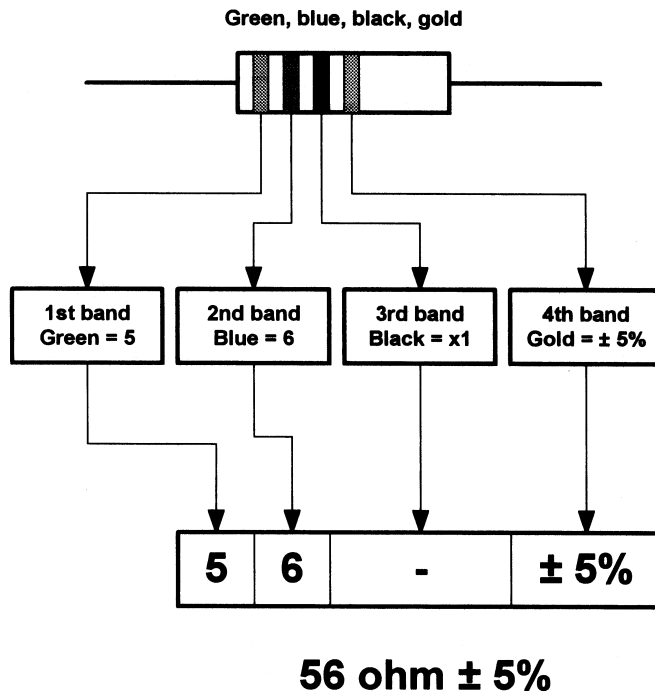 Green, blue, black, gold
1st band
Green = 5
2nd band
Blue = 6
3rd band
Black = x1
4th band
Gold = ± 5%
5 6 - ± 5%
56 ohm ± 5%